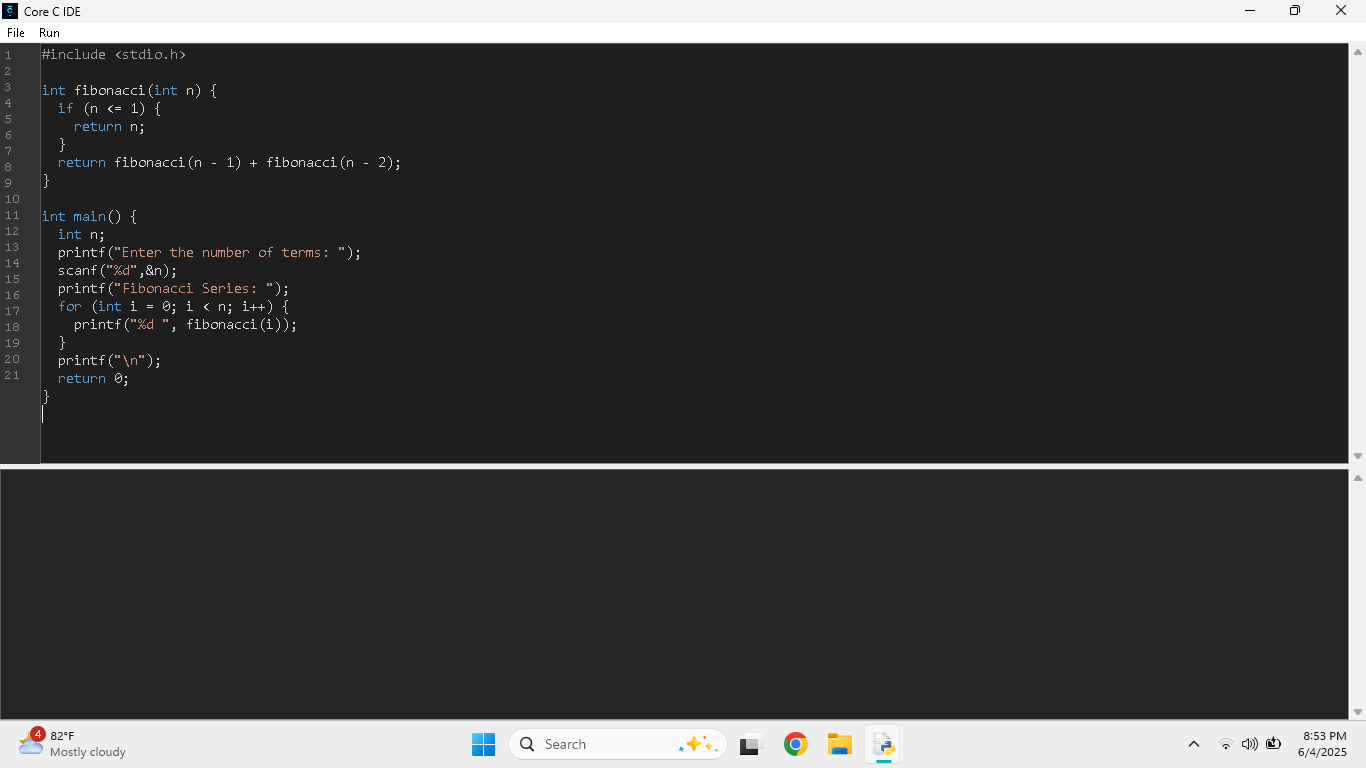 Core C IDE
File Run
1 #include <stdio.h>
2
3 int fibonacci(int n) {
4   if (n <= 1) {
5     return n;
6   }
7   return fibonacci(n - 1) + fibonacci(n - 2);
8 }
9
10 int main() {
11   int n;
12   printf("Enter the number of terms: ");
13   scanf("%d",&n);
14   printf("Fibonacci Series: ");
15   for (int i = 0; i < n; i++) {
16     printf("%d ", fibonacci(i));
17   }
18   printf("\n");
19   return 0;
20 }
21
4
82°F
Mostly cloudy
Search
8:53 PM
6/4/2025